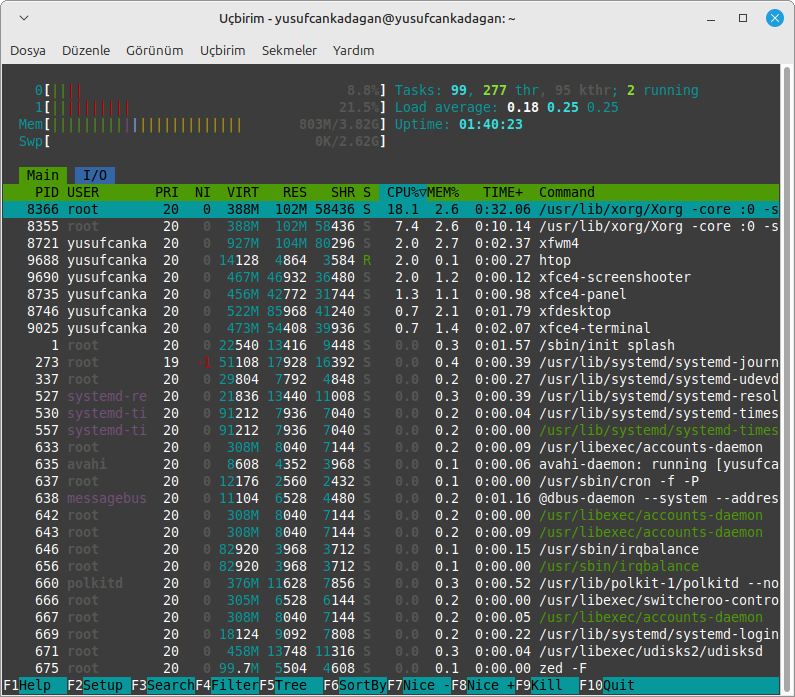 Uçbirim - yusufcankadagan@yusufcankadagan: ~
Dosya Düzenle Görünüm Uçbirim Sekmeler Yardım
0[|||| 8.8%] Tasks: 99, 277 thr, 95 kthr; 2 running
1[|||||||||| 21.5%] Load average: 0.18 0.25 0.25
Mem[||||||||||||||||||||||||803M/3.82G] Uptime: 01:40:23
Swp[ 0K/2.62G]
Main I/O
PID USER PRI NI VIRT RES SHR S CPU%▽MEM% TIME+ Command
8366 root 20 0 388M 102M 58436 S 18.1 2.6 0:32.06 /usr/lib/xorg/Xorg -core :0 -s
8355 root 20 0 388M 102M 58436 S 7.4 2.6 0:10.14 /usr/lib/xorg/Xorg -core :0 -s
8721 yusufcanka 20 0 927M 104M 80296 S 2.0 2.7 0:02.37 xfwm4
9688 yusufcanka 20 0 14128 4864 3584 R 2.0 0.1 0:00.27 htop
9690 yusufcanka 20 0 467M 46932 36480 S 2.0 1.2 0:00.12 xfce4-screenshooter
8735 yusufcanka 20 0 456M 42772 31744 S 1.3 1.1 0:00.98 xfce4-panel
8746 yusufcanka 20 0 522M 85968 41240 S 0.7 2.1 0:01.79 xfdesktop
9025 yusufcanka 20 0 473M 54408 39936 S 0.7 1.4 0:02.07 xfce4-terminal
1 root 20 0 22540 13416 9448 S 0.0 0.3 0:01.57 /sbin/init splash
273 root 19 -1 51108 17928 16392 S 0.0 0.4 0:00.39 /usr/lib/systemd/systemd-journ
337 root 20 0 29804 7792 4848 S 0.0 0.2 0:00.27 /usr/lib/systemd/systemd-udevd
527 systemd-re 20 0 21836 13440 11008 S 0.0 0.3 0:00.39 /usr/lib/systemd/systemd-resol
530 systemd-ti 20 0 91212 7936 7040 S 0.0 0.2 0:00.04 /usr/lib/systemd/systemd-times
557 systemd-ti 20 0 91212 7936 7040 S 0.0 0.2 0:00.00 /usr/lib/systemd/systemd-times
633 root 20 0 308M 8040 7144 S 0.0 0.2 0:00.09 /usr/libexec/accounts-daemon
635 avahi 20 0 8608 4352 3968 S 0.0 0.1 0:00.06 avahi-daemon: running [yusufca
637 root 20 0 12176 2560 2432 S 0.0 0.1 0:00.00 /usr/sbin/cron -f -P
638 messagebus 20 0 11104 6528 4480 S 0.0 0.2 0:01.16 @dbus-daemon --system --addres
642 root 20 0 308M 8040 7144 S 0.0 0.2 0:00.00 /usr/libexec/accounts-daemon
643 root 20 0 308M 8040 7144 S 0.0 0.2 0:00.09 /usr/libexec/accounts-daemon
646 root 20 0 82920 3968 3712 S 0.0 0.1 0:00.15 /usr/sbin/irqbalance
656 root 20 0 82920 3968 3712 S 0.0 0.1 0:00.00 /usr/sbin/irqbalance
660 polkitd 20 0 376M 11628 7856 S 0.0 0.3 0:00.52 /usr/lib/polkit-1/polkitd --no
666 root 20 0 305M 6528 6144 S 0.0 0.2 0:00.00 /usr/libexec/switcheroo-contro
667 root 20 0 308M 8040 7144 S 0.0 0.2 0:00.05 /usr/libexec/accounts-daemon
669 root 20 0 18124 9092 7808 S 0.0 0.2 0:00.22 /usr/lib/systemd/systemd-login
671 root 20 0 458M 13748 11316 S 0.0 0.3 0:00.04 /usr/libexec/udisks2/udisksd
675 root 20 0 99.7M 5504 4608 S 0.0 0.1 0:00.00 zed -F
F1Help F2Setup F3SearchF4FilterF5Tree F6SortByF7Nice -F8Nice +F9Kill F10Quit